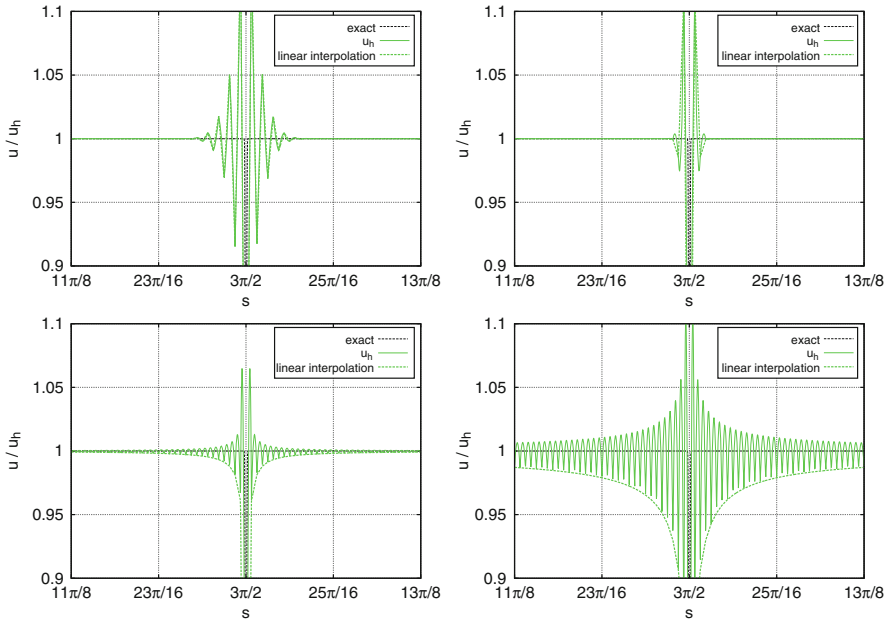 1.1
1.05
1
0.95
0.9
u / u_h
exact
u_h
linear interpolation
11π/8 23π/16 3π/2 25π/16 13π/8
s
1.1
1.05
1
0.95
0.9
u / u_h
exact
u_h
linear interpolation
11π/8 23π/16 3π/2 25π/16 13π/8
s
1.1
1.05
1
0.95
0.9
u / u_h
exact
u_h
linear interpolation
11π/8 23π/16 3π/2 25π/16 13π/8
s
1.1
1.05
1
0.95
0.9
u / u_h
exact
u_h
linear interpolation
11π/8 23π/16 3π/2 25π/16 13π/8
s